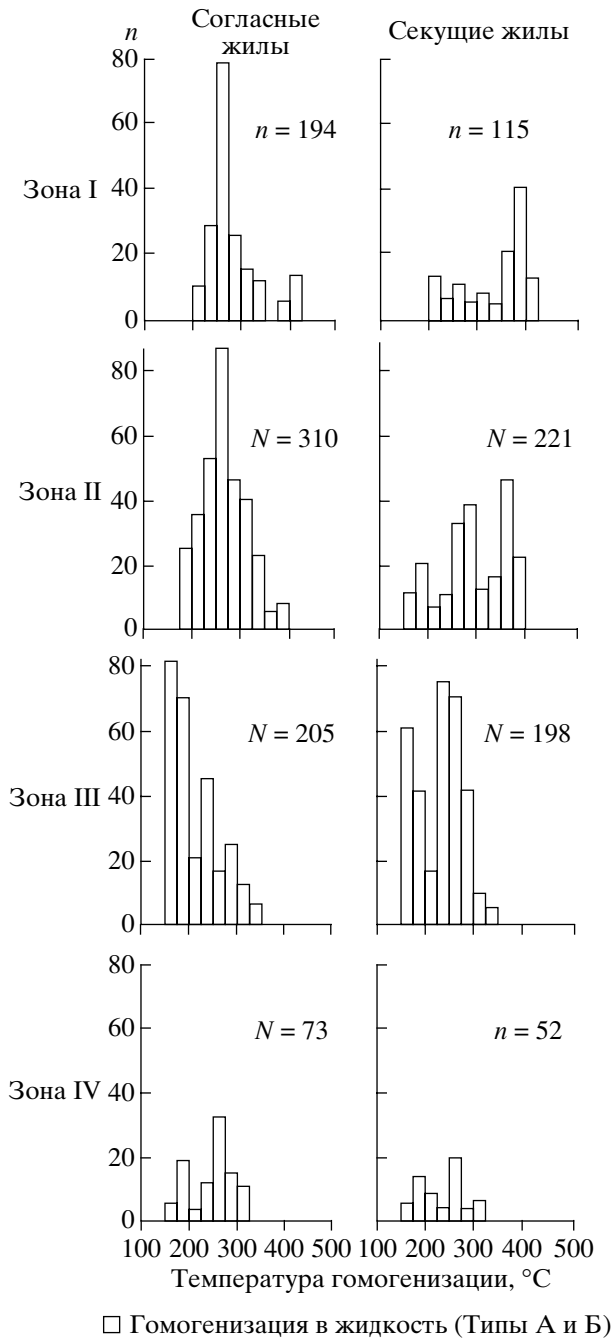 n
Согласные
жилы
Секущие жилы
80
60
40
20
0
Зона I
n = 194
n = 115
80
60
40
20
0
Зона II
N = 310
N = 221
80
60
40
20
0
Зона III
N = 205
N = 198
80
60
40
20
0
Зона IV
N = 73
n = 52
100 200 300 400 500 100 200 300 400 500
Температура гомогенизации, °C
Гомогенизация в жидкость (Типы А и Б)